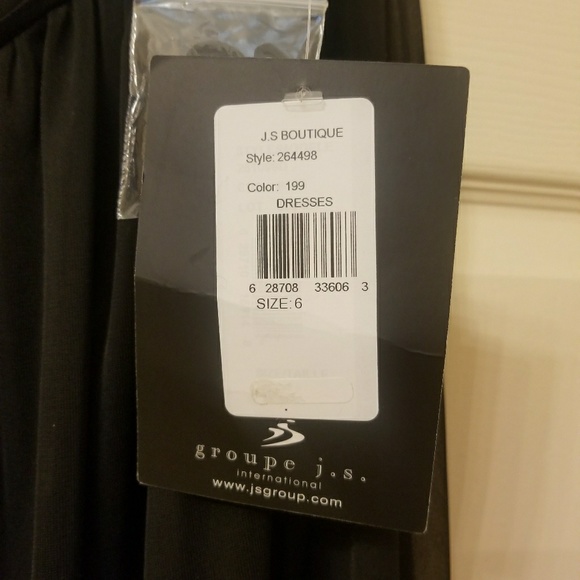 J.S BOUTIQUE
Style: 264498
Color: 199
DRESSES
6 28708 33606 3
SIZE: 6
groupe j.s.
international
www.jsgroup.com